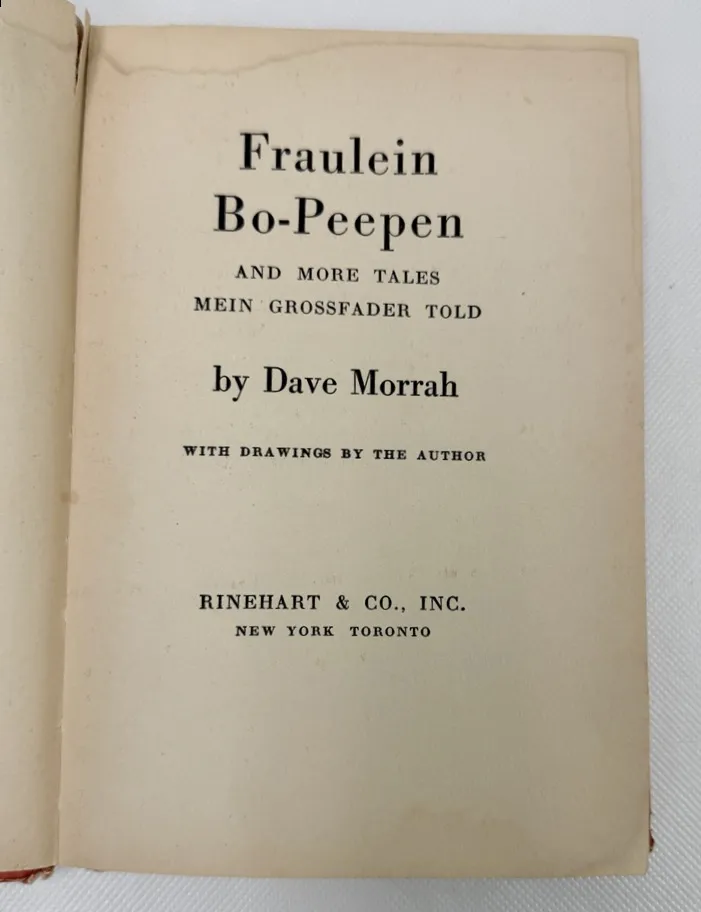 Fraulein
Bo-Peepen
AND MORE TALES
MEIN GROSSFADER TOLD
by Dave Morrah
WITH DRAWINGS BY THE AUTHOR
RINEHART & CO., INC.
NEW YORK TORONTO